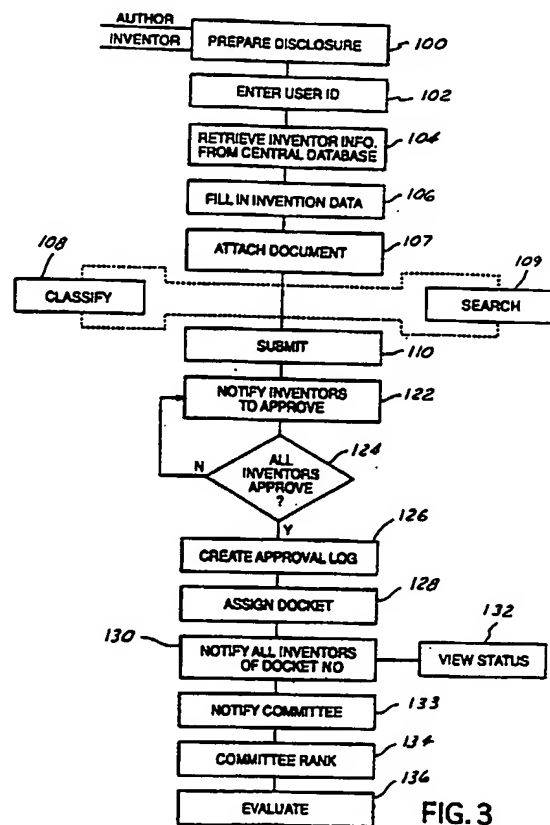 AUTHOR
INVENTOR
PREPARE DISCLOSURE
100
ENTER USER ID
102
RETRIEVE INVENTOR INFO.
FROM CENTRAL DATABASE
104
FILL IN INVENTION DATA
106
ATTACH DOCUMENT
107
108
CLASSIFY
109
SEARCH
SUBMIT
110
NOTIFY INVENTORS
TO APPROVE
122
ALL
INVENTORS
APPROVE
?
124
N
Y
CREATE APPROVAL LOG
126
ASSIGN DOCKET
128
130
NOTIFY ALL INVENTORS
OF DOCKET NO
132
VIEW STATUS
NOTIFY COMMITTEE
133
COMMITTEE RANK
134
EVALUATE
136
FIG. 3